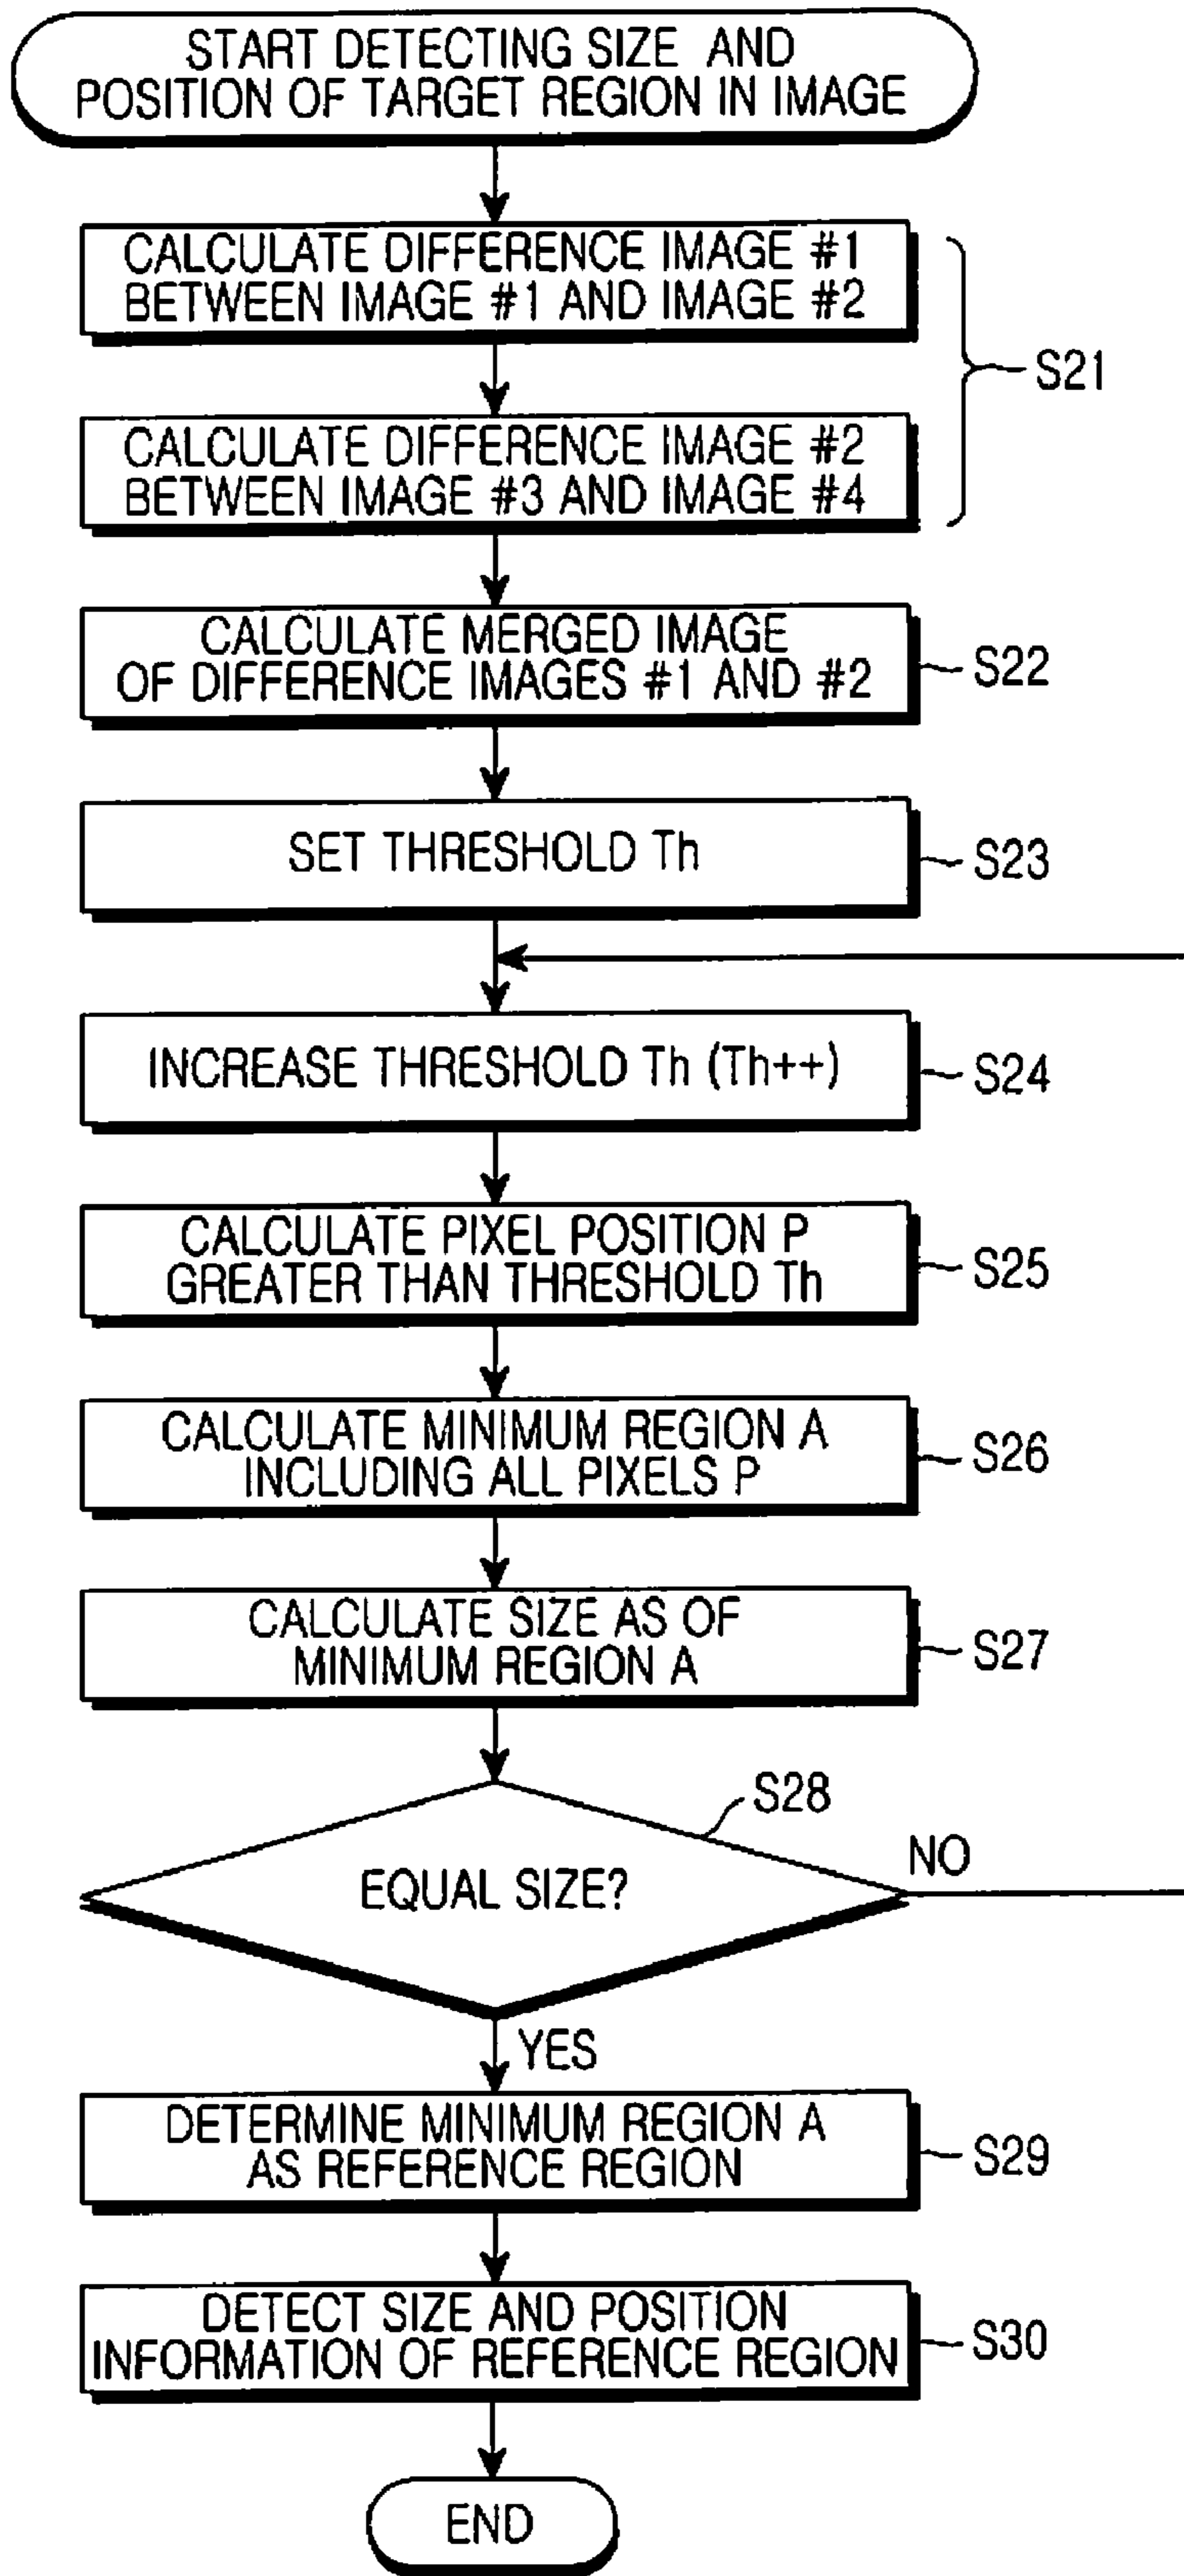 START DETECTING SIZE AND
POSITION OF TARGET REGION IN IMAGE
CALCULATE DIFFERENCE IMAGE #1
BETWEEN IMAGE #1 AND IMAGE #2
S21
CALCULATE DIFFERENCE IMAGE #2
BETWEEN IMAGE #3 AND IMAGE #4
CALCULATE MERGED IMAGE
OF DIFFERENCE IMAGES #1 AND #2
S22
SET THRESHOLD Th
S23
INCREASE THRESHOLD Th (Th++)
S24
CALCULATE PIXEL POSITION P
GREATER THAN THRESHOLD Th
S25
CALCULATE MINIMUM REGION A
INCLUDING ALL PIXELS P
S26
CALCULATE SIZE AS OF
MINIMUM REGION A
S27
S28
EQUAL SIZE?
NO
YES
DETERMINE MINIMUM REGION A
AS REFERENCE REGION
S29
DETECT SIZE AND POSITION
INFORMATION OF REFERENCE REGION
S30
END